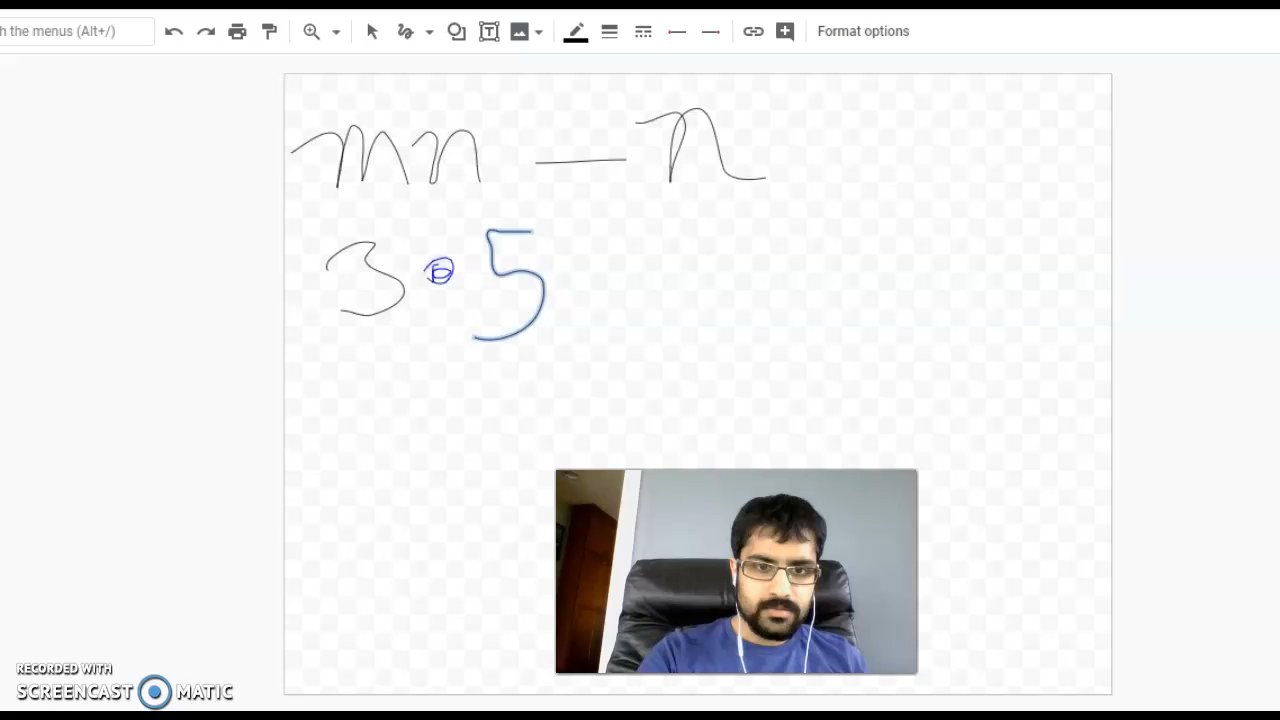 h the menus (Alt+/)
Format options
mn — n
3 • 5
RECORDED WITH
SCREENCAST MATIC